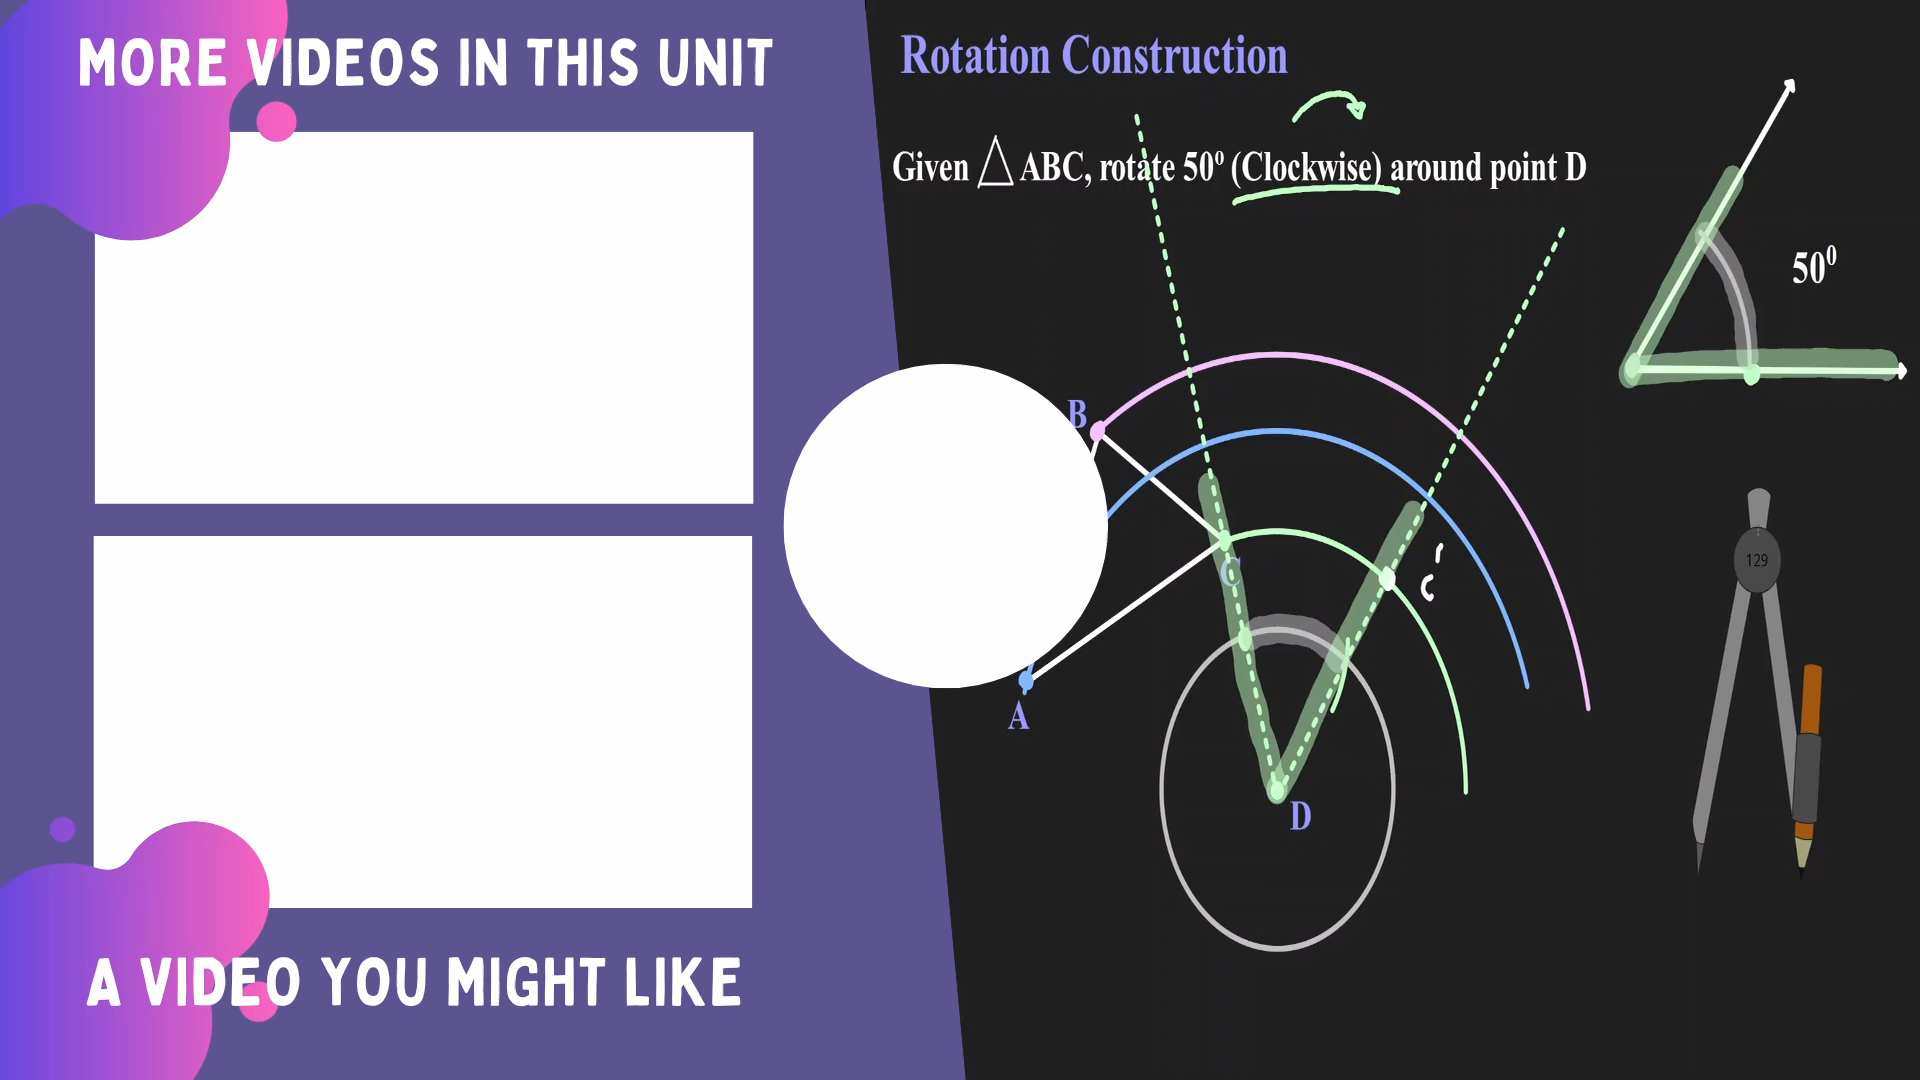 MORE VIDEOS IN THIS UNIT
A VIDEO YOU MIGHT LIKE
Rotation Construction
Given △ ABC, rotate 50⁰ (Clockwise) around point D
50⁰
B
C
C'
A
D
129